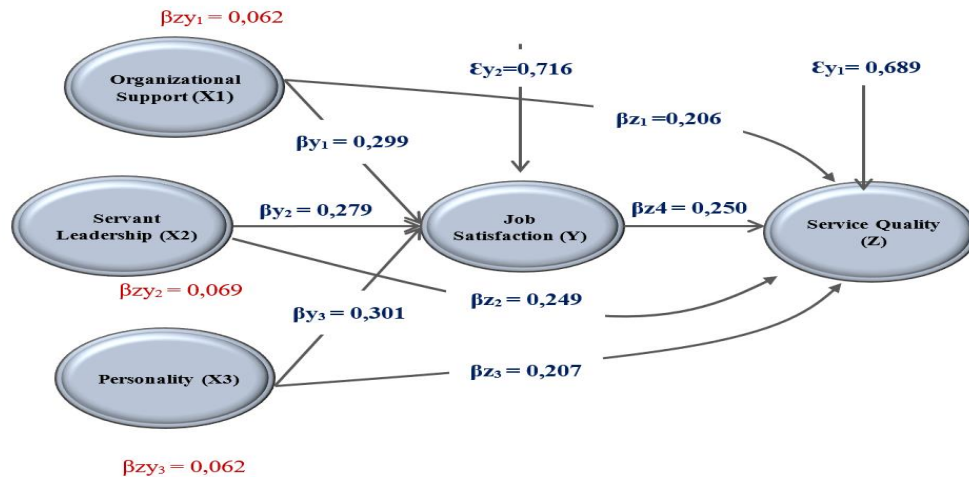 βzy₁ = 0,062
Organizational
Support (X1)
Ɛy₂=0,716
Ɛy₁=0,689
βz₁ =0,206
βy₁ = 0,299
Servant
Leadership (X2)
βy₂ = 0,279
Job
Satisfaction (Y)
βz4 = 0,250
Service Quality
(Z)
βzy₂ = 0,069
βy₃ = 0,301
βz₂ = 0,249
Personality (X3)
βz₃ = 0,207
βzy₃ = 0,062